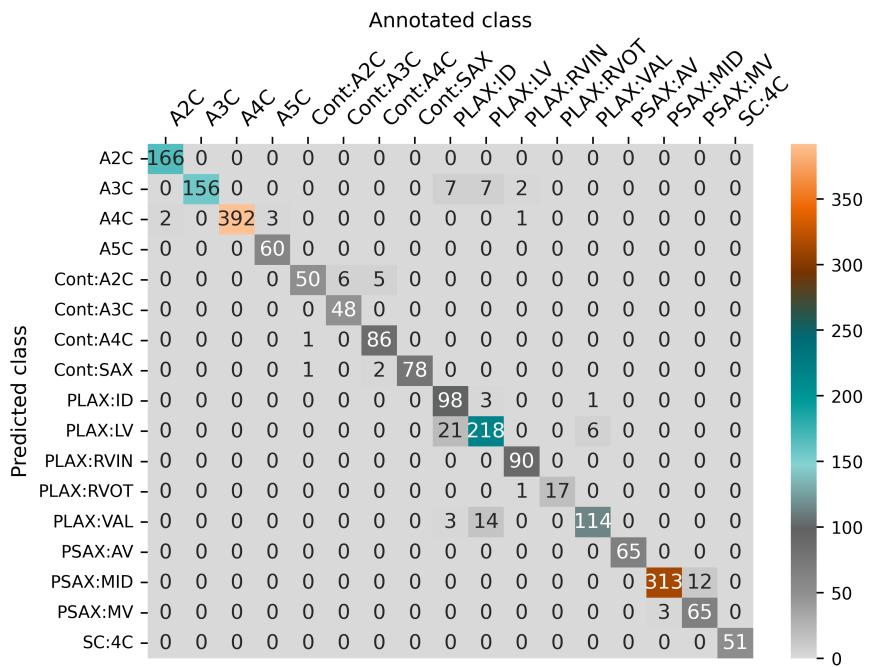 Annotated class
A2C A3C A4C A5C Cont:A2C Cont:A3C Cont:A4C Cont:SAX PLAX:ID PLAX:LV PLAX:RVIN PLAX:RVOT PLAX:VAL PSAX:AV PSAX:MID PSAX:MV SC:4C
Predicted class
A2C 166 0 0 0 0 0 0 0 0 0 0 0 0 0 0 0 0
A3C 0 156 0 0 0 0 0 0 7 7 2 0 0 0 0 0 0
A4C 2 0 392 3 0 0 0 0 0 0 1 0 0 0 0 0 0
A5C 0 0 0 60 0 0 0 0 0 0 0 0 0 0 0 0 0
Cont:A2C 0 0 0 0 50 6 5 0 0 0 0 0 0 0 0 0 0
Cont:A3C 0 0 0 0 0 48 0 0 0 0 0 0 0 0 0 0 0
Cont:A4C 0 0 0 0 1 0 86 0 0 0 0 0 0 0 0 0 0
Cont:SAX 0 0 0 0 1 0 2 78 0 0 0 0 0 0 0 0 0
PLAX:ID 0 0 0 0 0 0 0 0 98 3 0 0 1 0 0 0 0
PLAX:LV 0 0 0 0 0 0 0 0 21 218 0 0 6 0 0 0 0
PLAX:RVIN 0 0 0 0 0 0 0 0 0 0 90 0 0 0 0 0 0
PLAX:RVOT 0 0 0 0 0 0 0 0 0 0 1 17 0 0 0 0 0
PLAX:VAL 0 0 0 0 0 0 0 0 3 14 0 0 114 0 0 0 0
PSAX:AV 0 0 0 0 0 0 0 0 0 0 0 0 0 65 0 0 0
PSAX:MID 0 0 0 0 0 0 0 0 0 0 0 0 0 0 313 12 0
PSAX:MV 0 0 0 0 0 0 0 0 0 0 0 0 0 0 3 65 0
SC:4C 0 0 0 0 0 0 0 0 0 0 0 0 0 0 0 0 51
350
300
250
200
150
100
50
0